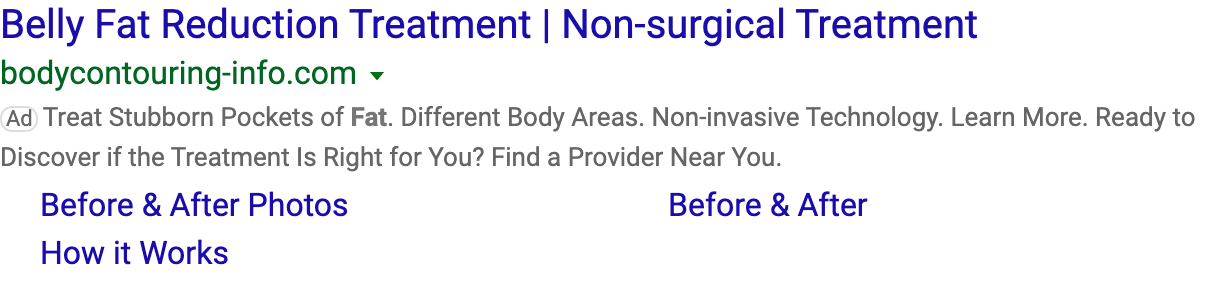 Belly Fat Reduction Treatment | Non-surgical Treatment
bodycontouring-info.com
Ad Treat Stubborn Pockets of Fat. Different Body Areas. Non-invasive Technology. Learn More. Ready to
Discover if the Treatment Is Right for You? Find a Provider Near You.
Before & After Photos
Before & After
How it Works